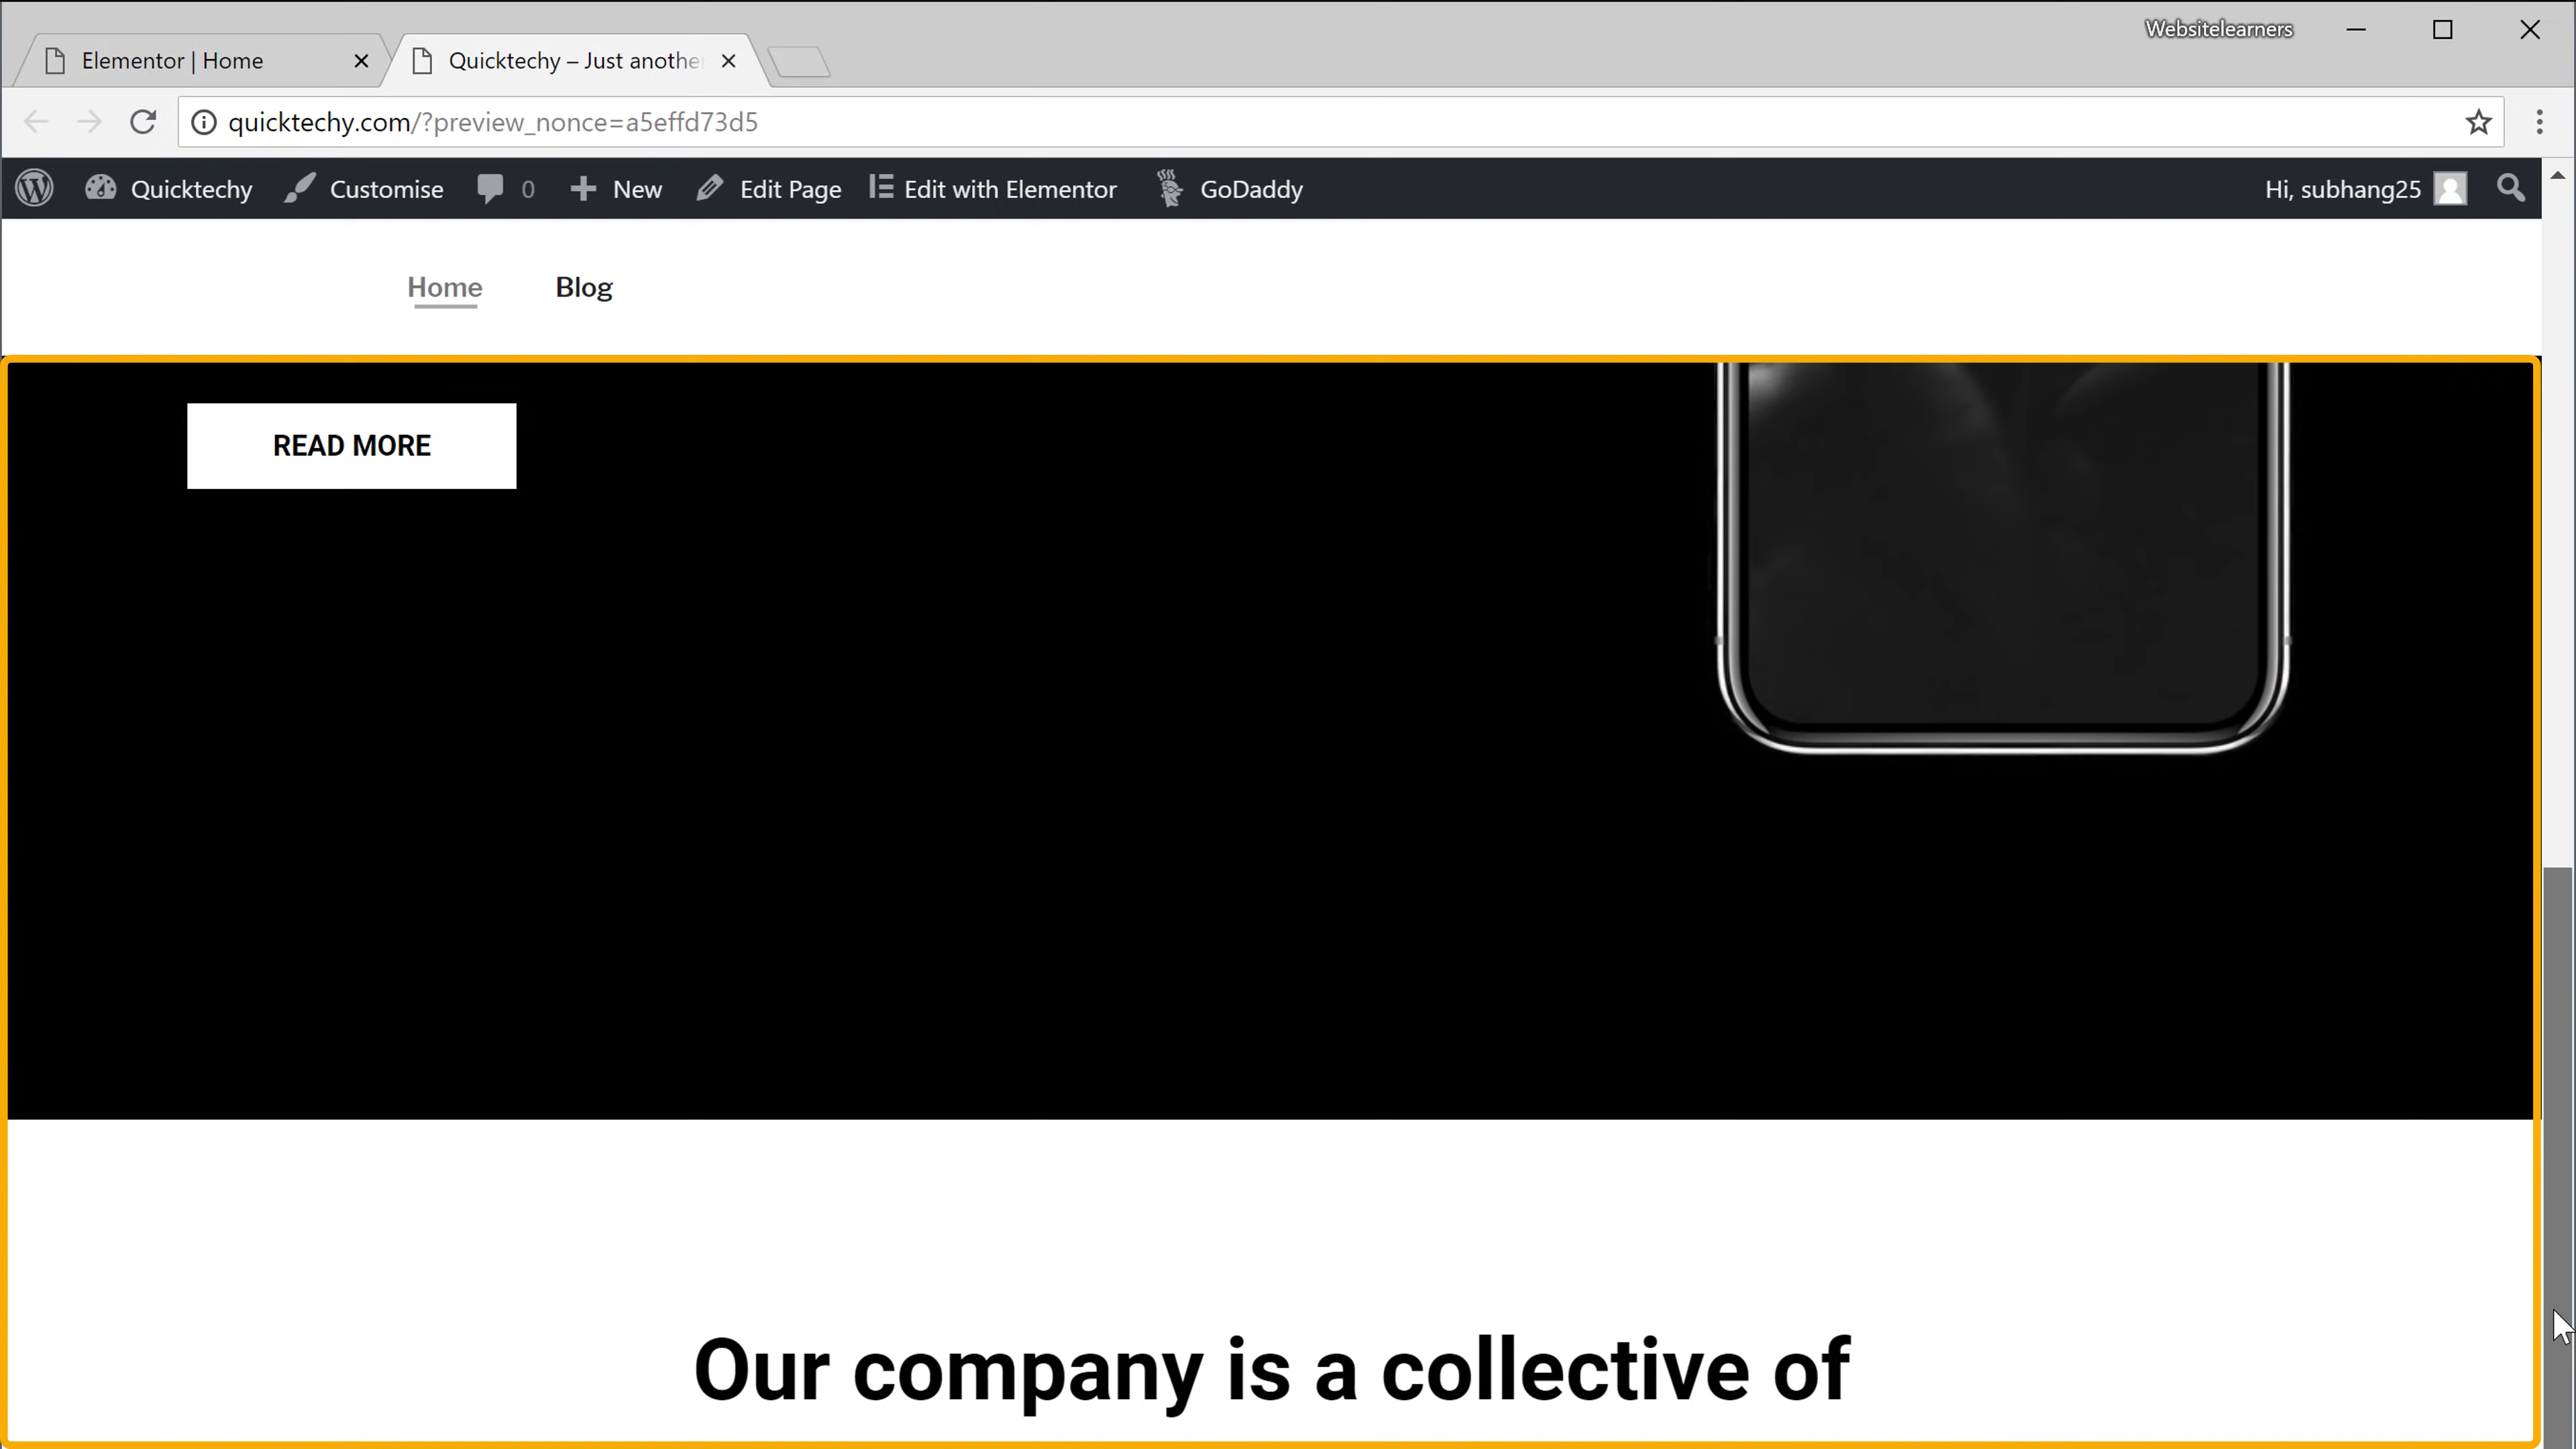 Websitelearners
Elementor | Home
Quicktechy – Just anothe
quicktechy.com/?preview_nonce=a5effd73d5
Quicktechy Customise 0 New Edit Page Edit with Elementor GoDaddy Hi, subhang25
Home Blog
READ MORE
Our company is a collective of